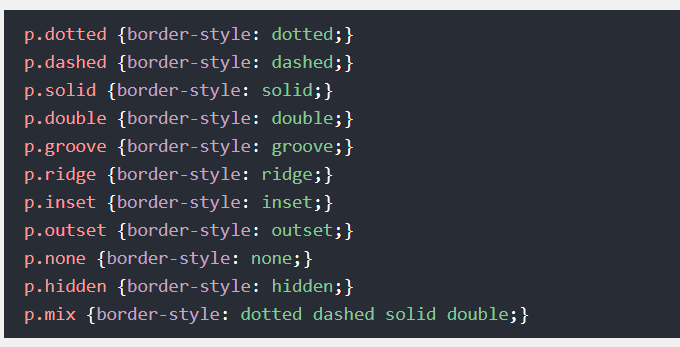 p.dotted {border-style: dotted;}
p.dashed {border-style: dashed;}
p.solid {border-style: solid;}
p.double {border-style: double;}
p.groove {border-style: groove;}
p.ridge {border-style: ridge;}
p.inset {border-style: inset;}
p.outset {border-style: outset;}
p.none {border-style: none;}
p.hidden {border-style: hidden;}
p.mix {border-style: dotted dashed solid double;}